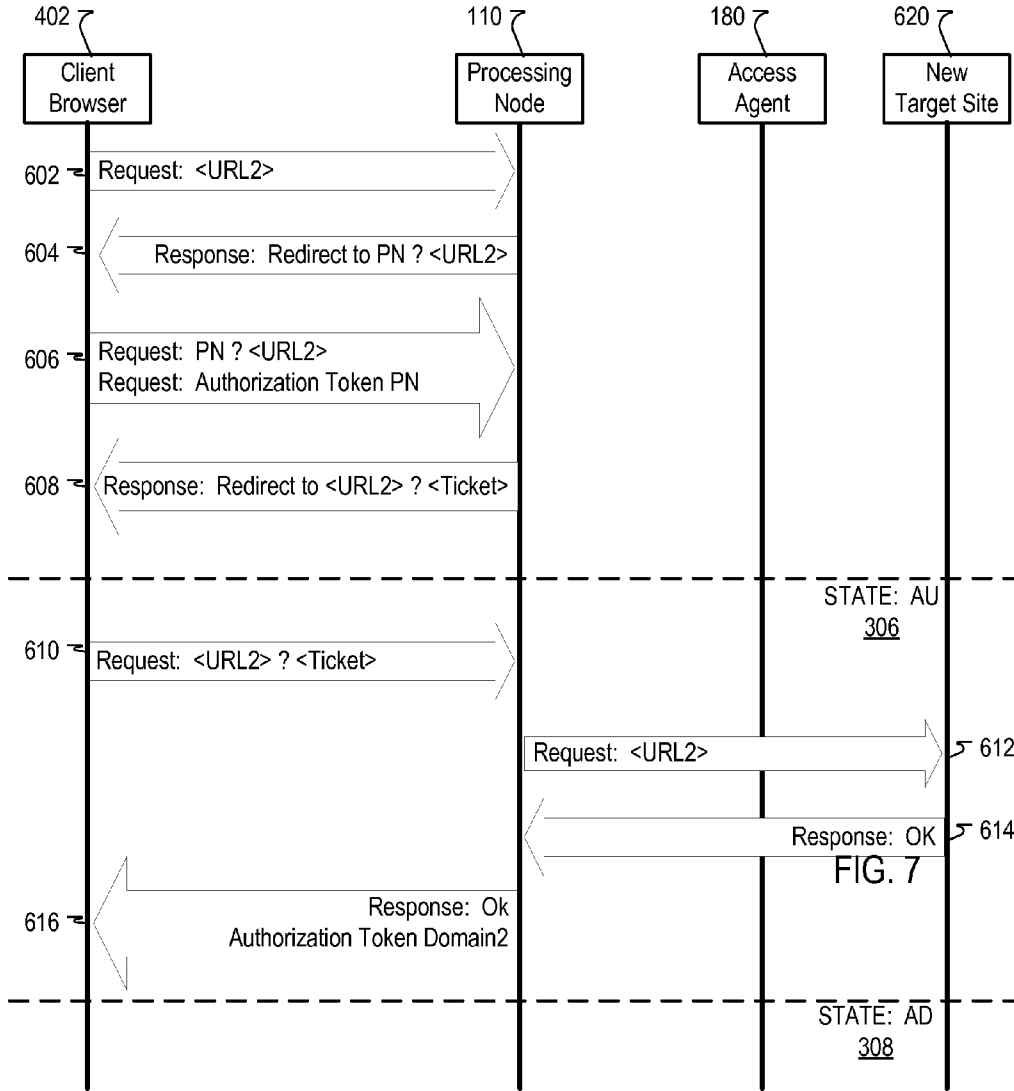 402
110
180
620
Client
Browser
Processing
Node
Access
Agent
New
Target Site
602
Request: <URL2>
604
Response: Redirect to PN ? <URL2>
606
Request: PN ? <URL2>
Request: Authorization Token PN
608
Response: Redirect to <URL2> ? <Ticket>
STATE: AU
306
610
Request: <URL2> ? <Ticket>
Request: <URL2>
612
Response: OK
614
FIG. 7
616
Response: Ok
Authorization Token Domain2
STATE: AD
308